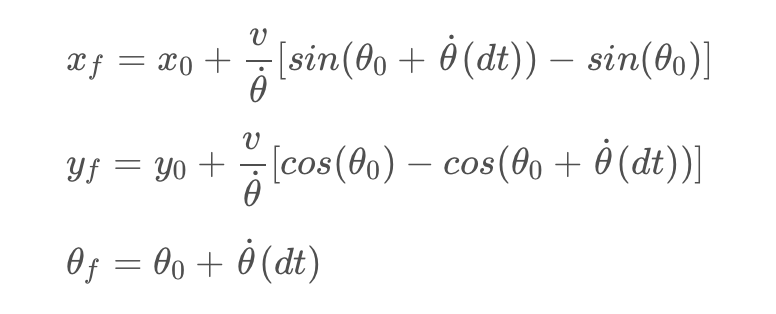 x_f = x_0 + \frac{v}{\dot{\theta}}[sin(\theta_0 + \dot{\theta}(dt)) - sin(\theta_0)]
y_f = y_0 + \frac{v}{\dot{\theta}}[cos(\theta_0) - cos(\theta_0 + \dot{\theta}(dt))]
\theta_f = \theta_0 + \dot{\theta}(dt)